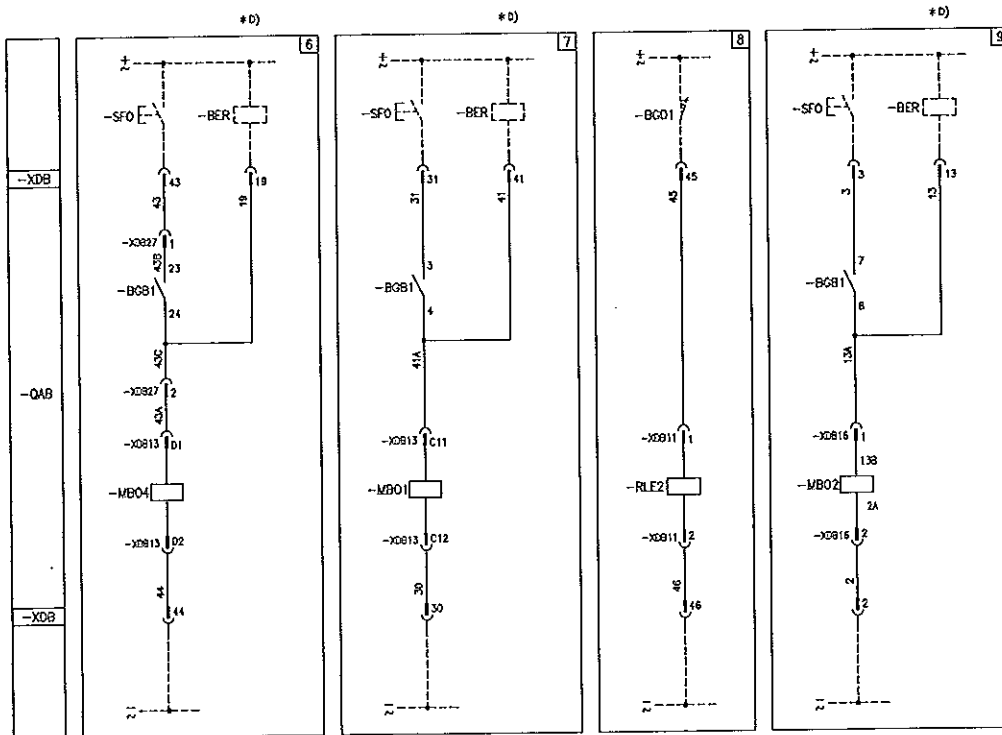 *D)
*D)
*D)
6
7
8
9
-XDB
-QAB
-XDB
-SFO
-BER
43
19
43
19
-XDB27
1
43B
23
-BGB1
24
43C
-XDB27
2
43A
-XDB13
D1
-MBO4
-XDB13
D2
44
44
-SFO
-BER
31
41
31
41
3
-BGB1
4
41A
-XDB13
C11
-MBO1
-XDB13
C12
30
30
-BGO1
45
45
-XDB11
1
-RLE2
-XDB11
2
46
46
-SFO
-BER
3
13
3
13
7
-BGB1
8
13A
-XDB16
1
13B
-MBO2
2A
-XDB16
2
2
2